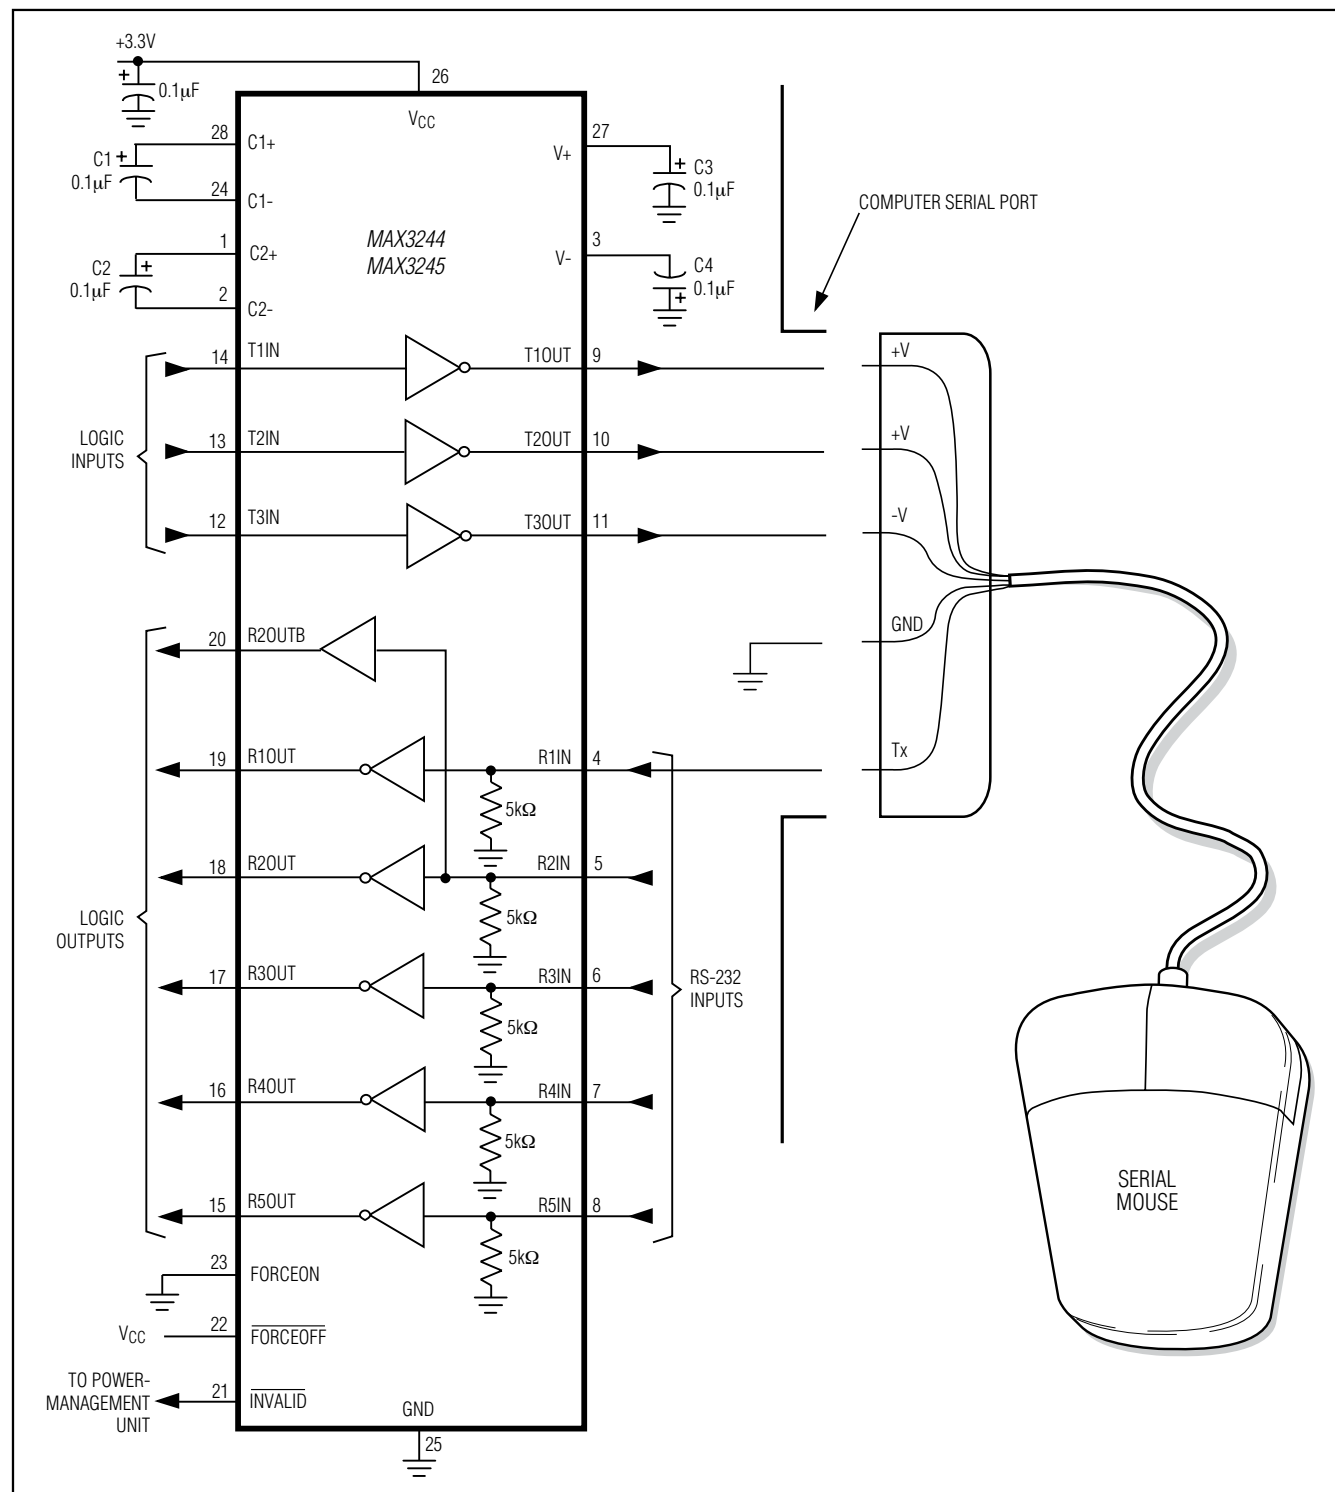 +3.3V
0.1μF
26
VCC
28
C1+
C1
0.1μF
24
C1-
27
V+
C3
0.1μF
COMPUTER SERIAL PORT
1
C2+
C2
0.1μF
2
C2-
MAX3244
MAX3245
3
V-
C4
0.1μF
LOGIC
INPUTS
14
T1IN
T1OUT
9
+V
13
T2IN
T2OUT
10
+V
12
T3IN
T3OUT
11
-V
20
R2OUTB
GND
19
R1OUT
R1IN
4
Tx
5kΩ
18
R2OUT
R2IN
5
5kΩ
LOGIC
OUTPUTS
17
R3OUT
R3IN
6
5kΩ
RS-232
INPUTS
16
R4OUT
R4IN
7
5kΩ
15
R5OUT
R5IN
8
5kΩ
SERIAL
MOUSE
23
FORCEON
VCC
22
FORCEOFF
TO POWER-
MANAGEMENT
UNIT
21
INVALID
GND
25